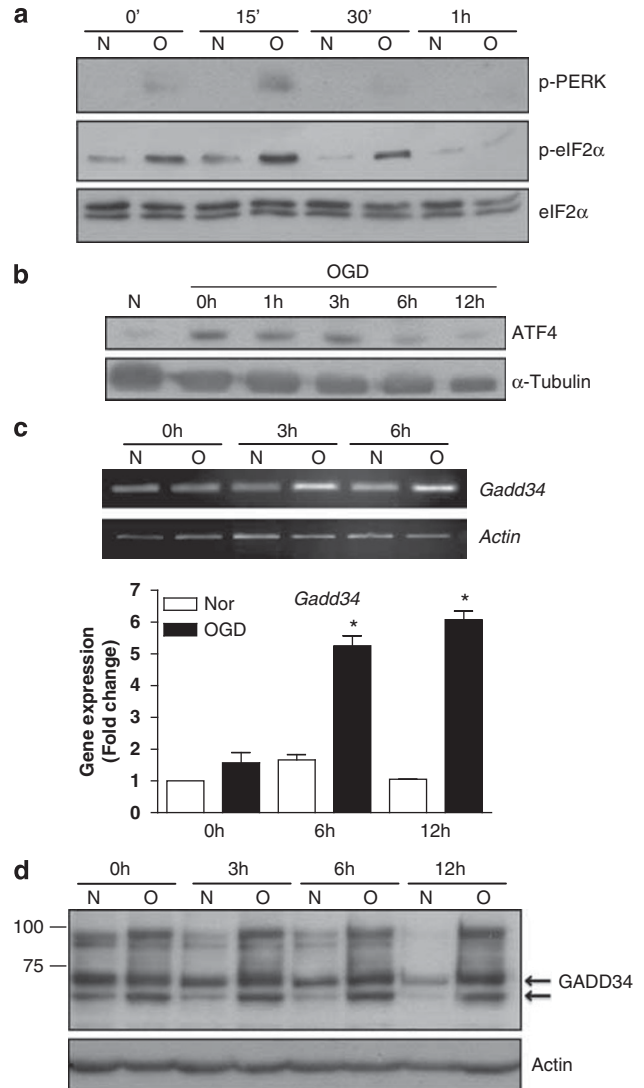 a
0' 15' 30' 1h
N O N O N O N O
p-PERK
p-eIF2α
eIF2α
b
OGD
N 0h 1h 3h 6h 12h
ATF4
α-Tubulin
c
0h 3h 6h
N O N O N O
Gadd34
Actin
Gadd34
Nor
OGD
Gene expression
(Fold change)
7
6
5
4
3
2
1
0
* *
0h 6h 12h
d
0h 3h 6h 12h
N O N O N O N O
100
75
GADD34
Actin